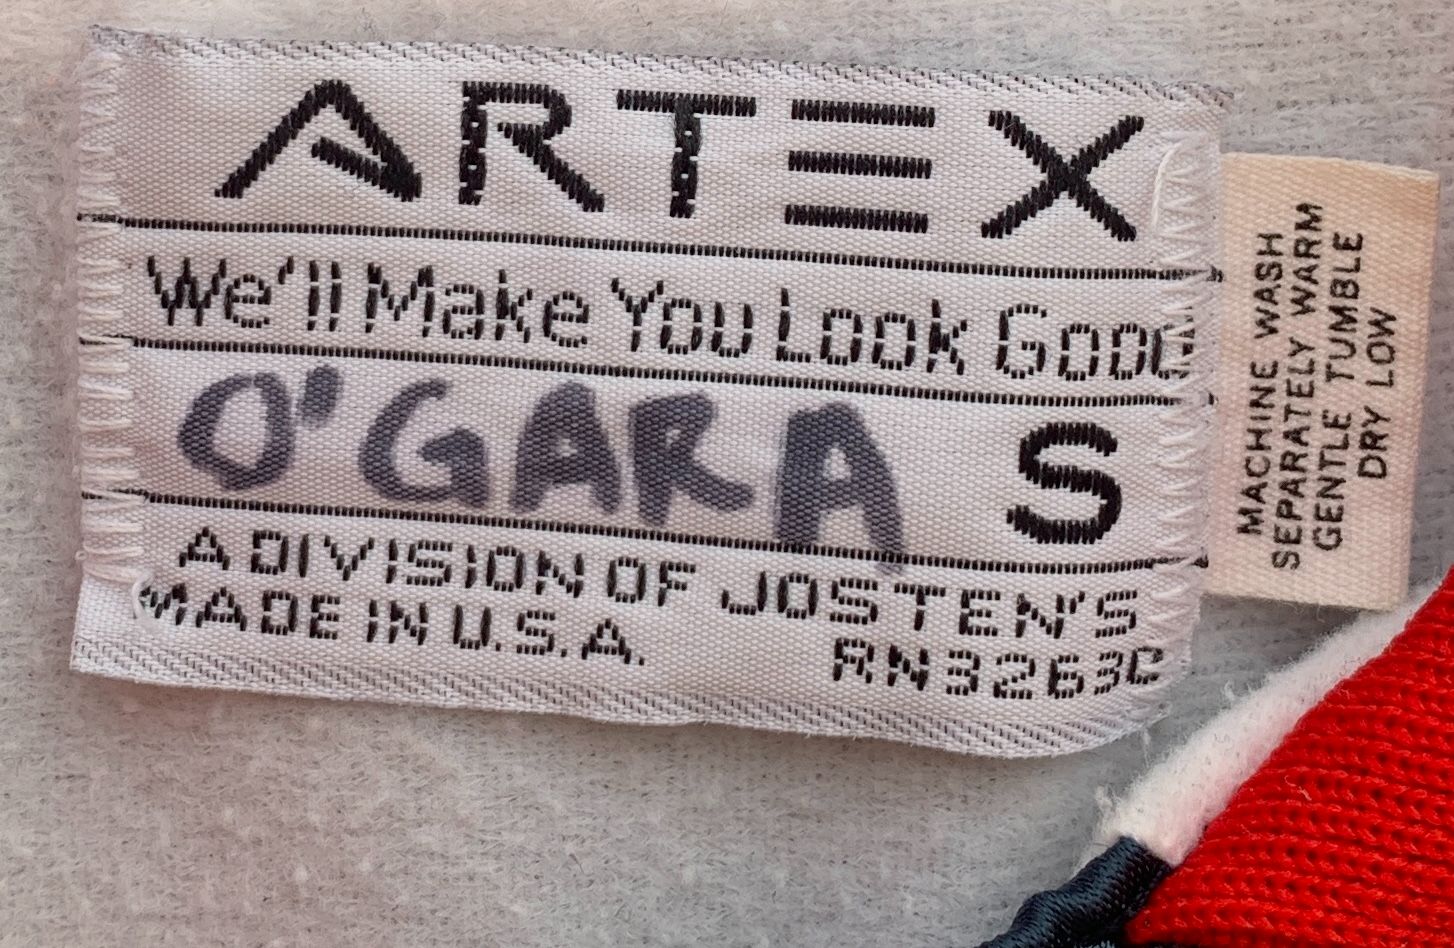 ARTEX
We'll Make You Look Good
O'GARA S
A DIVISION OF JOSTEN'S
MADE IN U.S.A.
RN32630
MACHINE WASH
SEPARATELY WARM
GENTLE TUMBLE
DRY LOW